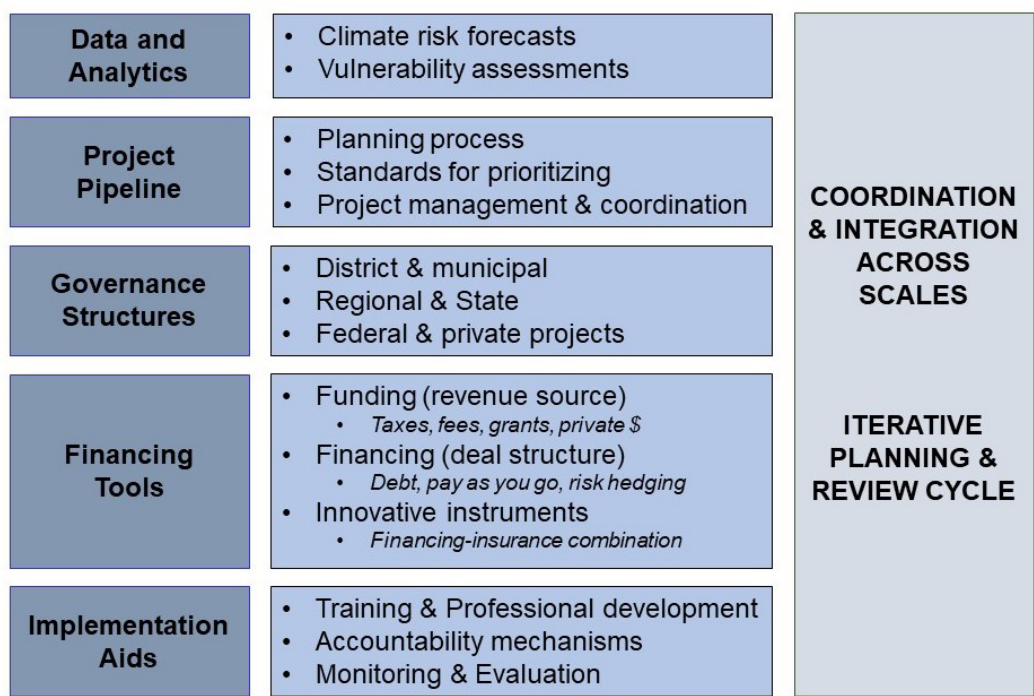 Data and
Analytics
• Climate risk forecasts
• Vulnerability assessments
Project
Pipeline
• Planning process
• Standards for prioritizing
• Project management & coordination
Governance
Structures
• District & municipal
• Regional & State
• Federal & private projects
Financing
Tools
• Funding (revenue source)
• Taxes, fees, grants, private $
• Financing (deal structure)
• Debt, pay as you go, risk hedging
• Innovative instruments
• Financing-insurance combination
Implementation
Aids
• Training & Professional development
• Accountability mechanisms
• Monitoring & Evaluation
COORDINATION
& INTEGRATION
ACROSS
SCALES
ITERATIVE
PLANNING &
REVIEW CYCLE